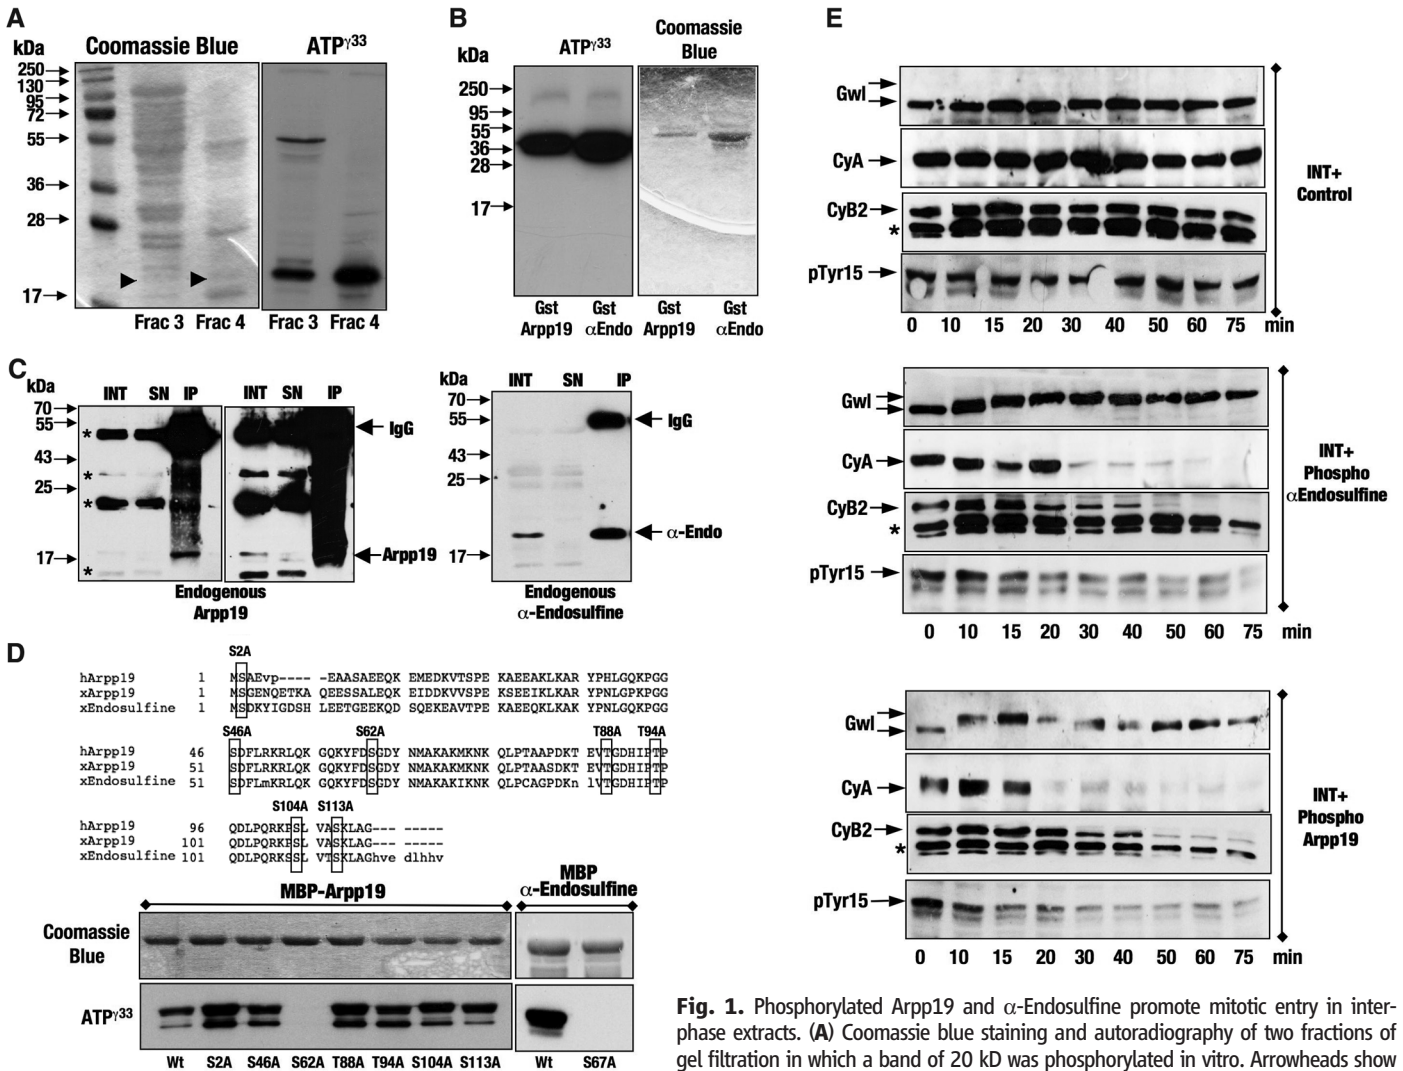 A
Coomassie Blue
ATPγ33
kDa
250
130
95
72
55
36
28
17
Frac 3 Frac 4 Frac 3 Frac 4
B
ATPγ33
Coomassie
Blue
kDa
250
95
55
36
28
17
Gst Gst Gst Gst
Arpp19 αEndo Arpp19 αEndo
C
kDa
INT SN IP INT SN IP
70
55
43
25
17
*
*
*
*
IgG
Arpp19
Endogenous
Arpp19
kDa
INT SN IP
70
55
43
25
17
IgG
α-Endo
Endogenous
α-Endosulfine
D
S2A
hArpp19 1 MSAEvp---- -EAASAEEQK EMEDKVTSPE KAEEAKLKAR YPHLGQKPGG
xArpp19 1 MSGENQETKA QEESSALEQK EIDDKVVSPE KSEEIKLKAR YPNLGPKPGG
xEndosulfine 1 MSDKYIGDSH LEETGEEKQD SQEKEAVTPE KAEEQKLKAK YPNLGQKPGG
S46A S62A T88A T94A
hArpp19 46 SDFLRKRLQK GQKYFDSGDY NMAKAKMKNK QLPTAAPDKT EVTGDHIPTP
xArpp19 51 SDFLRKRLQK GQKYFDSGDY NMAKAKMKNK QLPTAASDKT EVTGDHIPTP
xEndosulfine 51 SDFLmKRLQK GQKYFDSGDY NMAKAKIKNK QLPCAGPDKn lVTGDHIPTP
S104A S113A
hArpp19 96 QDLPQRKPSL VASKLAG--- -----
xArpp19 101 QDLPQRKPSL VASKLAG--- -----
xEndosulfine 101 QDLPQRKSSL VTSKLAGhve dlhhv
MBP-Arpp19
MBP
α-Endosulfine
Coomassie
Blue
ATPγ33
Wt S2A S46A S62A T88A T94A S104A S113A Wt S67A
E
Gwl
CyA
CyB2
*
pTyr15
0 10 15 20 30 40 50 60 75 min
INT+
Control
Gwl
CyA
CyB2
*
pTyr15
0 10 15 20 30 40 50 60 75 min
INT+
Phospho
αEndosulfine
Gwl
CyA
CyB2
*
pTyr15
0 10 15 20 30 40 50 60 75 min
INT+
Phospho
Arpp19
Fig. 1. Phosphorylated Arpp19 and α-Endosulfine promote mitotic entry in inter-
phase extracts. (A) Coomassie blue staining and autoradiography of two fractions of
gel filtration in which a band of 20 kD was phosphorylated in vitro. Arrowheads show